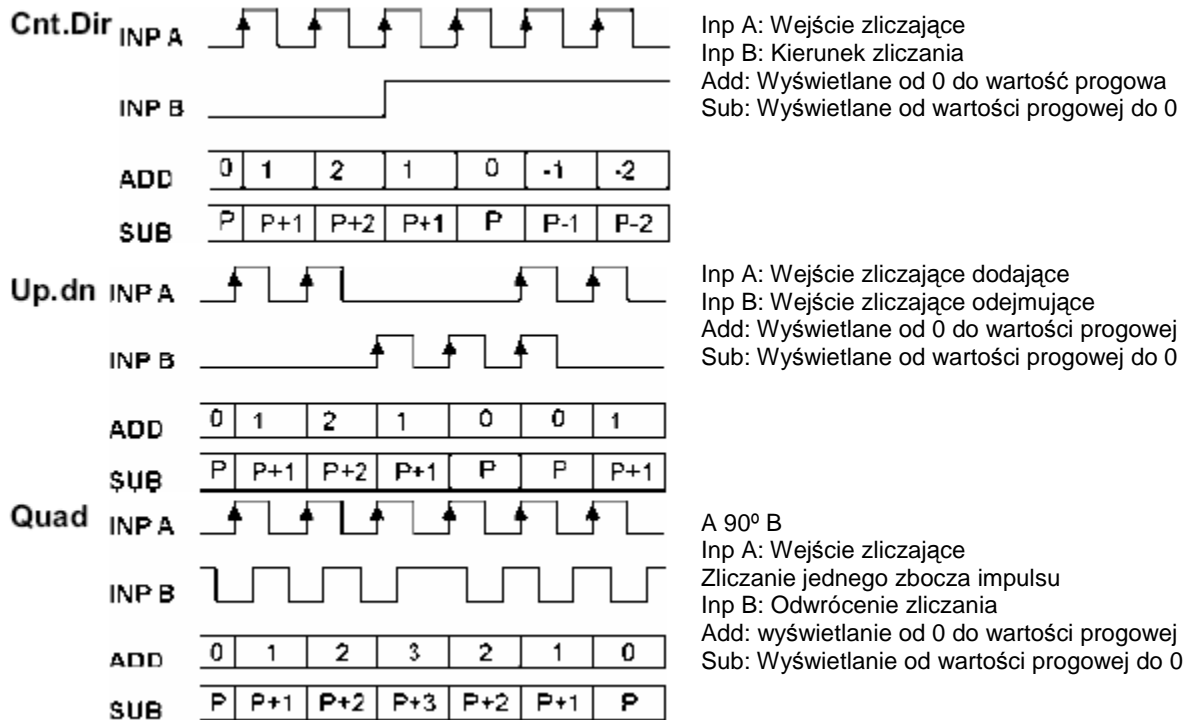 Cnt.Dir INP A
Inp A: Wejście zliczające
Inp B: Kierunek zliczania
Add: Wyświetlane od 0 do wartość progowa
Sub: Wyświetlane od wartości progowej do 0
INP B
ADD 0 1 2 1 0 -1 -2
SUB P P+1 P+2 P+1 P P-1 P-2
Up.dn INP A
Inp A: Wejście zliczające dodające
Inp B: Wejście zliczające odejmujące
Add: Wyświetlane od 0 do wartości progowej
Sub: Wyświetlane od wartości progowej do 0
INP B
ADD 0 1 2 1 0 0 1
SUB P P+1 P+2 P+1 P P P+1
Quad INP A
A 90º B
Inp A: Wejście zliczające
Zliczanie jednego zbocza impulsu
Inp B: Odwrócenie zliczania
Add: wyświetlanie od 0 do wartości progowej
Sub: Wyświetlanie od wartości progowej do 0
INP B
ADD 0 1 2 3 2 1 0
SUB P P+1 P+2 P+3 P+2 P+1 P